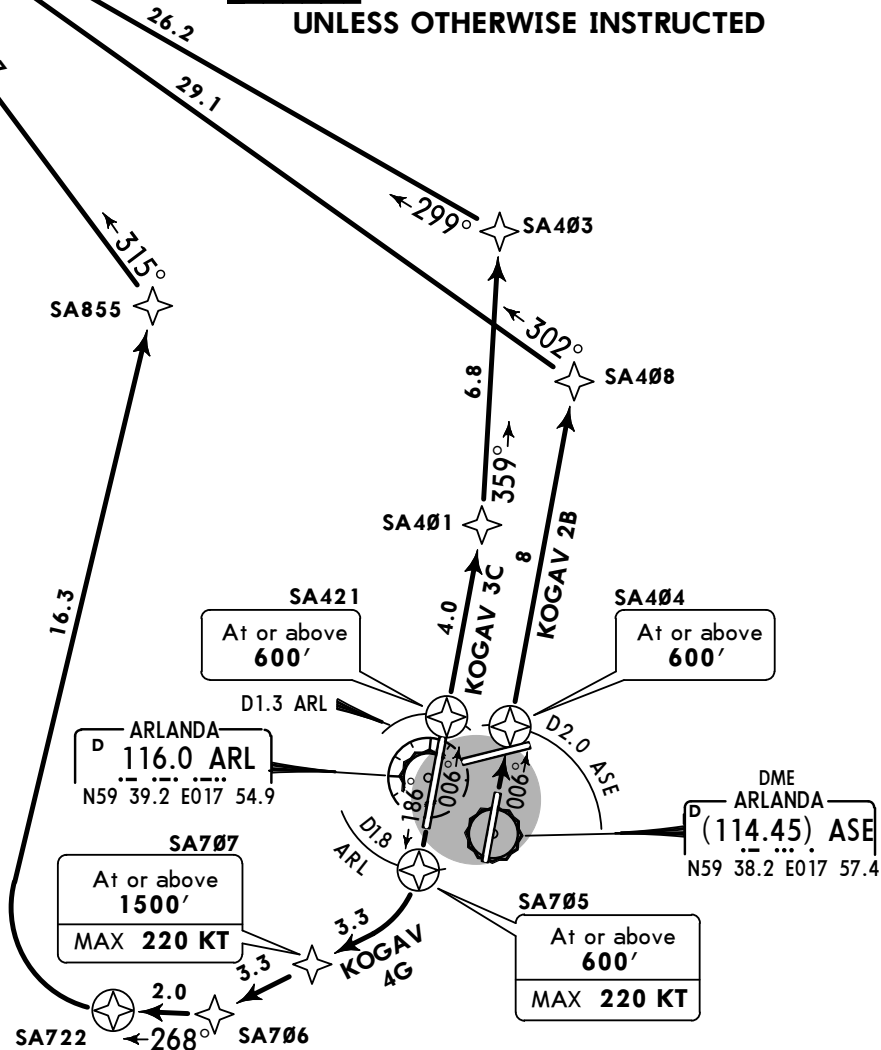 UNLESS OTHERWISE INSTRUCTED
26.2
29.1
299°
SA4Ø3
315°
SA855
302°
SA4Ø8
6.8
359°
SA4Ø1
8
KOGAV 2B
16.3
4.0
KOGAV 3C
SA421
At or above
600'
SA4Ø4
At or above
600'
D1.3 ARL
D2.0 ASE
ARLANDA
D 116.0 ARL
N59 39.2 E017 54.9
186°
006°
006°
DME
ARLANDA
D (114.45) ASE
N59 38.2 E017 57.4
D1.8
ARL
SA7Ø7
At or above
1500'
MAX 220 KT
SA7Ø5
At or above
600'
MAX 220 KT
3.3
KOGAV
4G
3.3
2.0
SA722
268°
SA7Ø6